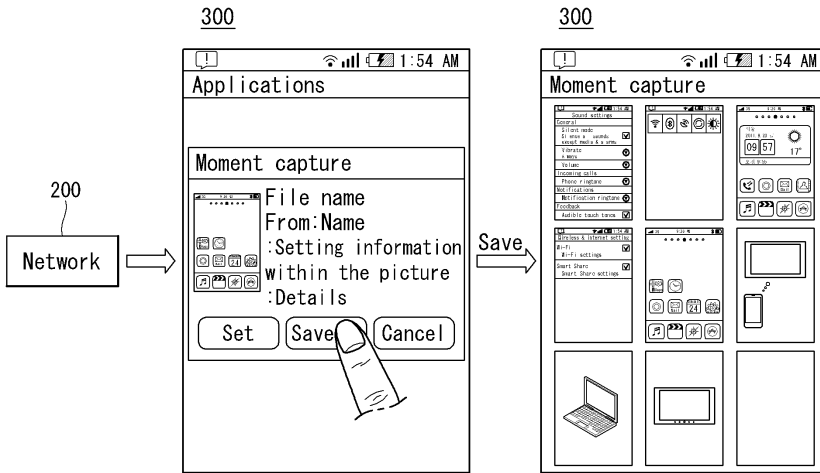 300
300
1:54 AM
Applications
Moment capture
File name
From:Name
:Setting information
within the picture
:Details
Set
Save
Cancel
200
Network
Save
1:54 AM
Moment capture
Sound settings
General
Silent mode
Vibrate
Volume
Incoming calls
Phone ringtone
Notifications
Notification ringtone
Feedback
Audible touch tones
09 57
17°
Wi-Fi
Wi-Fi settings
Smart Share
Smart Share settings
24
24